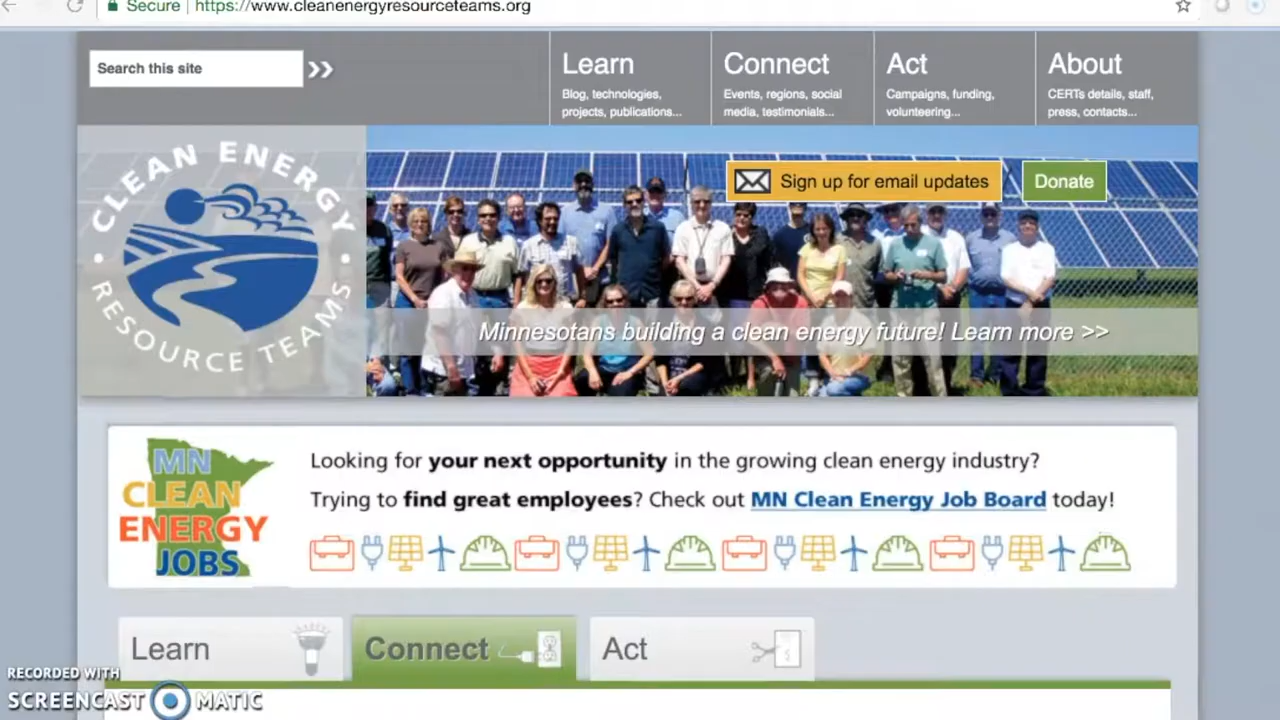 Secure https://www.cleanenergyresourceteams.org
Search this site
Learn
Blog, technologies,
projects, publications...
Connect
Events, regions, social
media, testimonials...
Act
Campaigns, funding,
volunteering...
About
CERTs details, staff,
press, contacts...
CLEAN ENERGY
RESOURCE TEAMS
Sign up for email updates
Donate
Minnesotans building a clean energy future! Learn more >>
MN
CLEAN
ENERGY
JOBS
Looking for your next opportunity in the growing clean energy industry?
Trying to find great employees? Check out MN Clean Energy Job Board today!
Learn
Connect
Act
RECORDED WITH
SCREENCAST MATIC